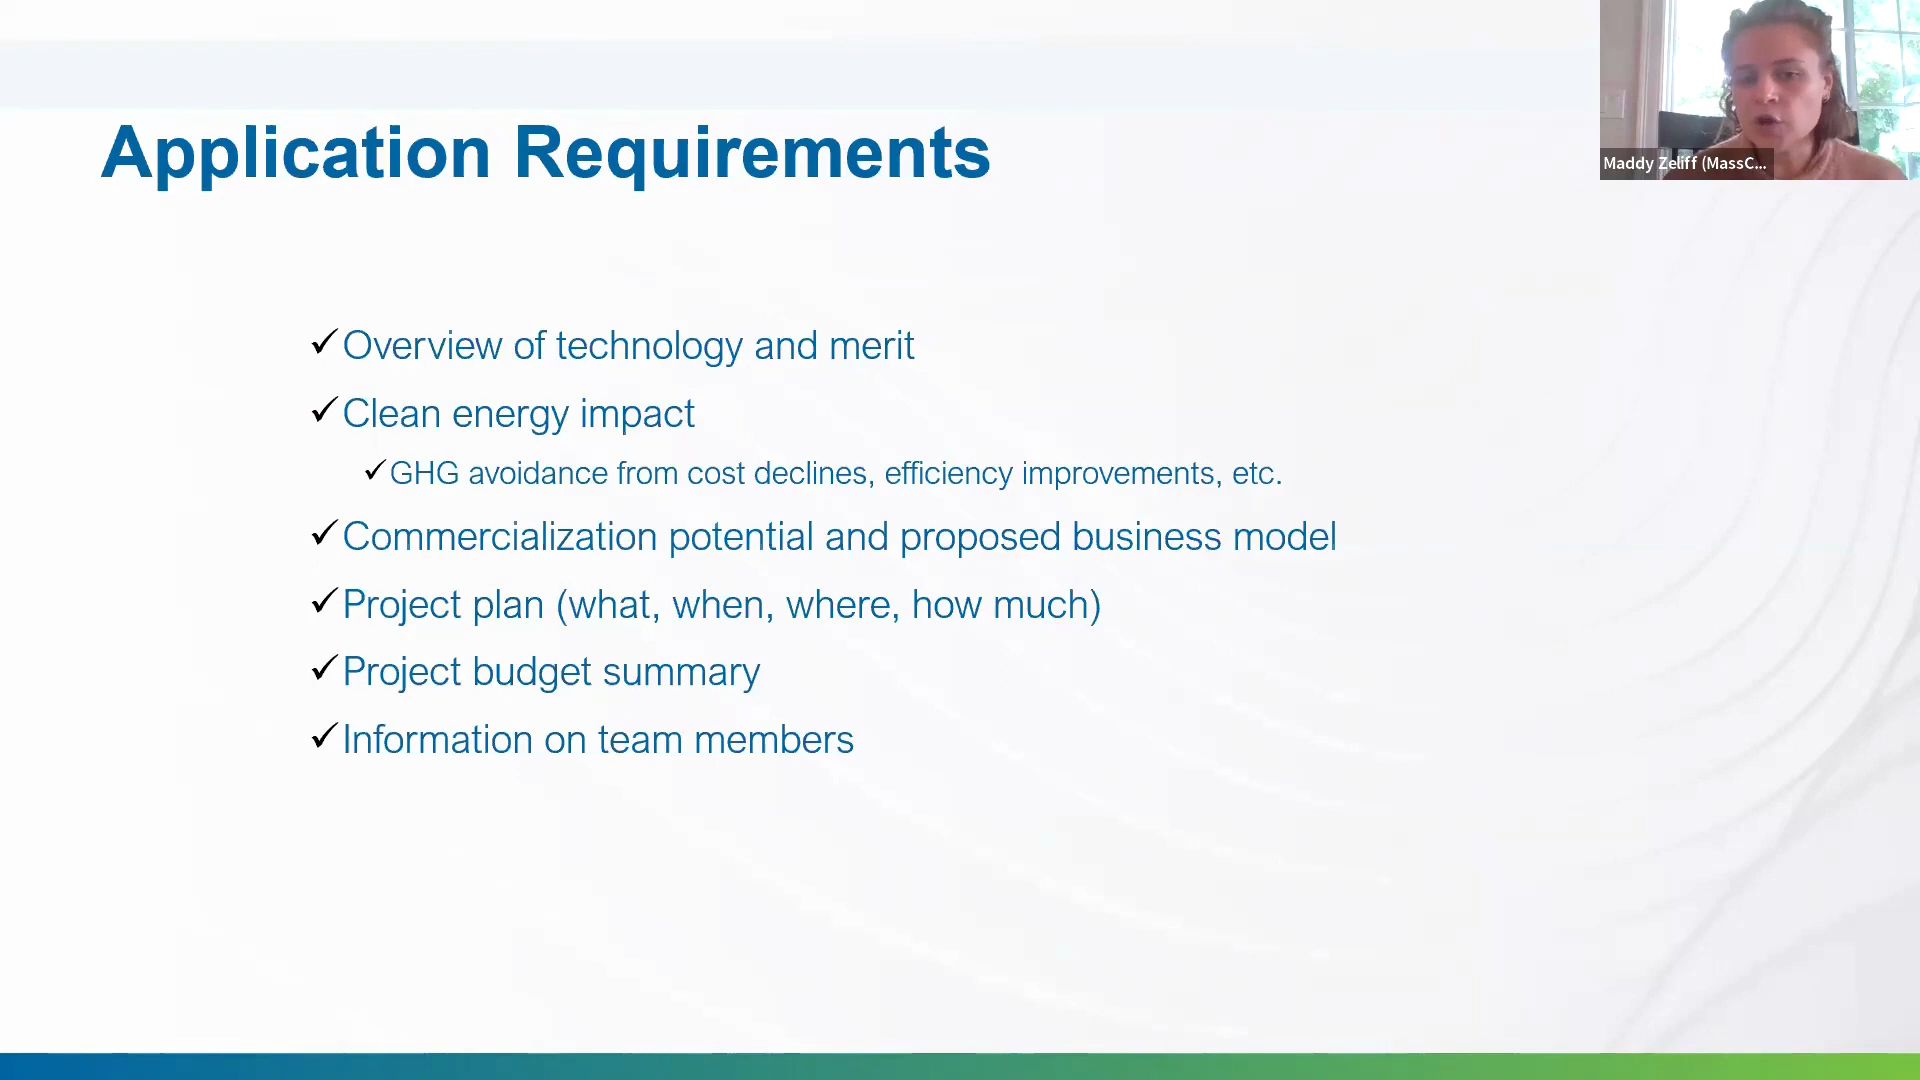 Application Requirements
Maddy Zeliff (MassC...
✓Overview of technology and merit
✓Clean energy impact
✓GHG avoidance from cost declines, efficiency improvements, etc.
✓Commercialization potential and proposed business model
✓Project plan (what, when, where, how much)
✓Project budget summary
✓Information on team members